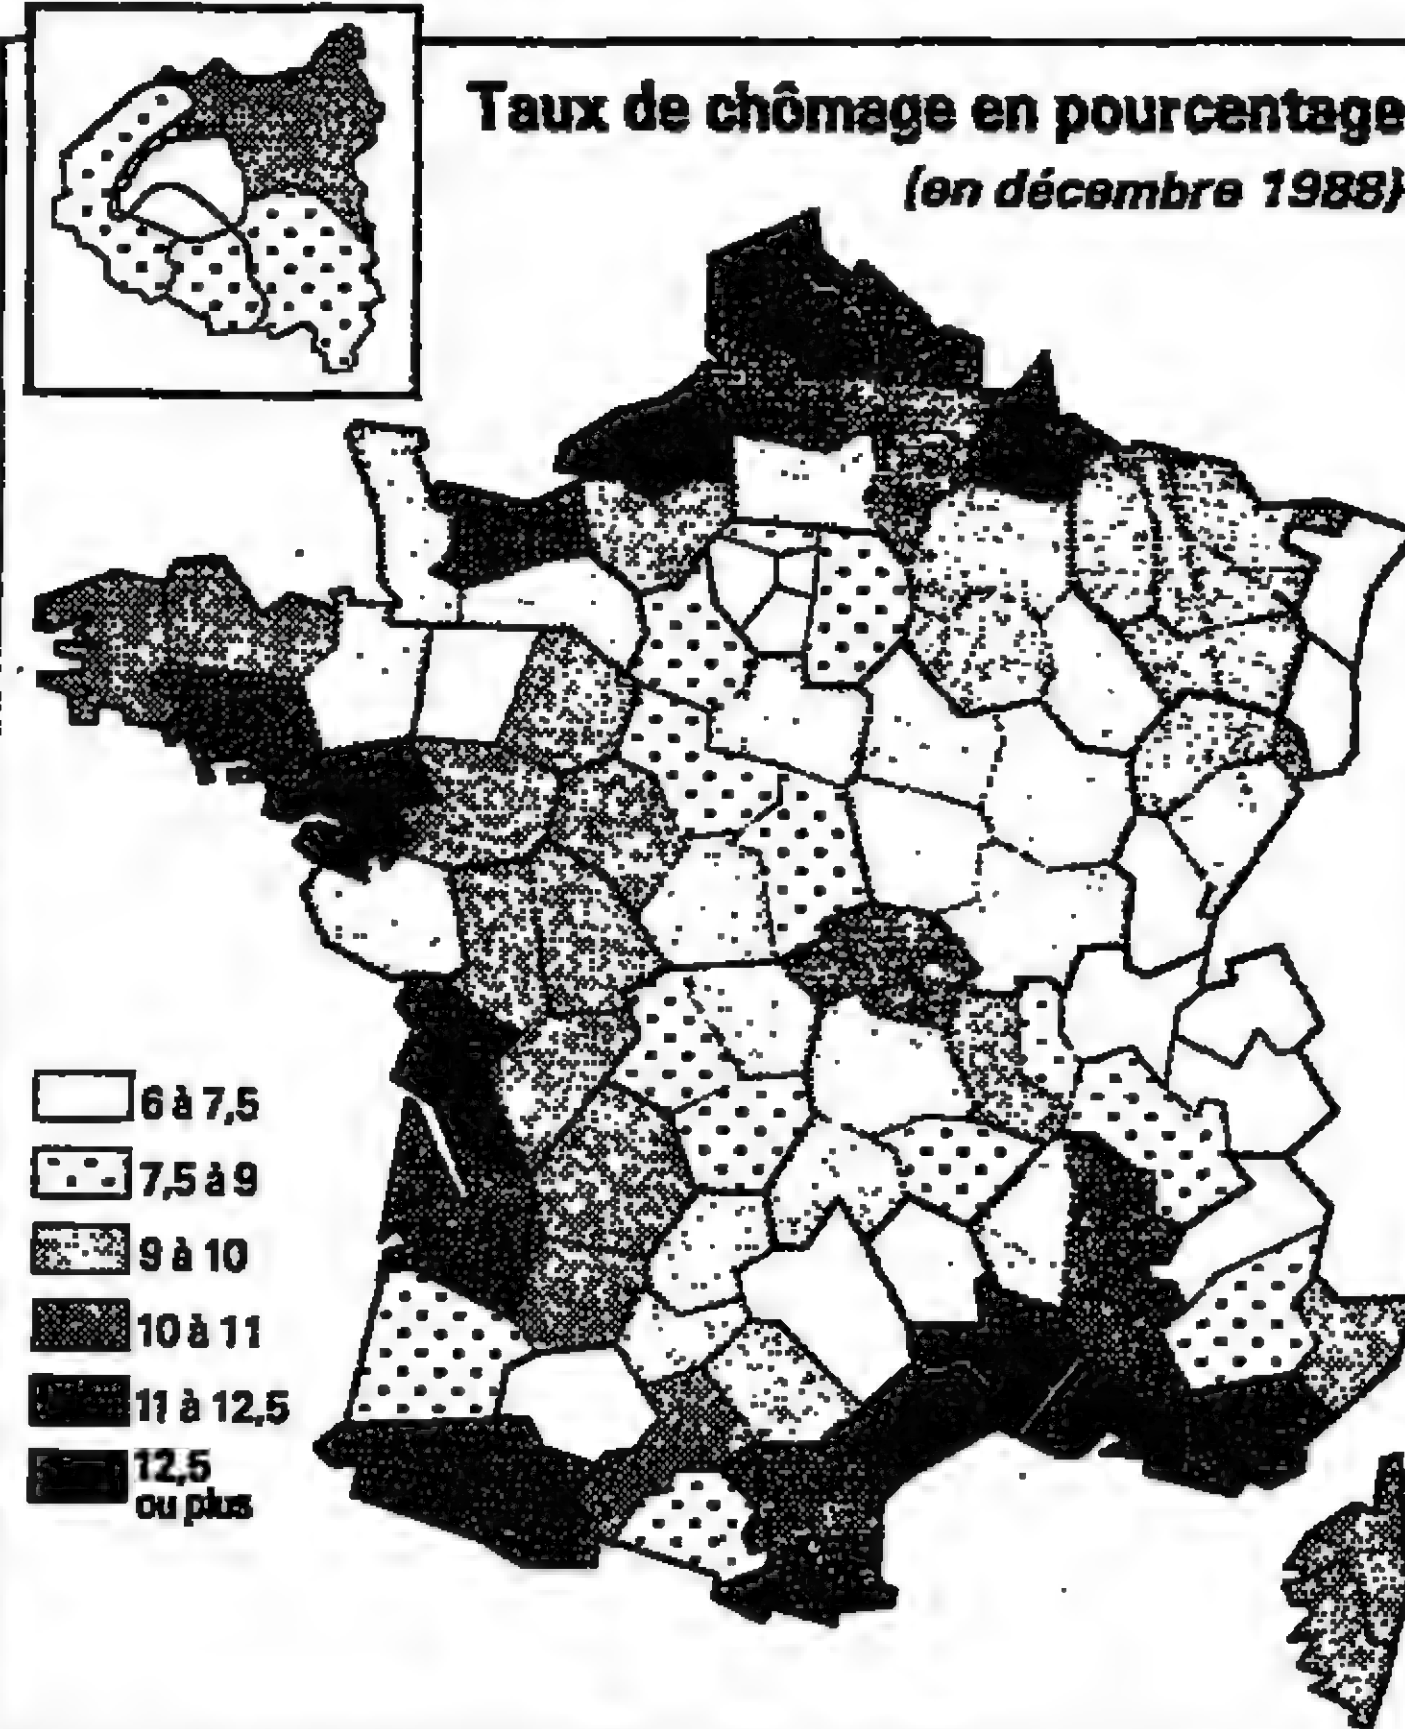 Taux de chômage en pourcentage
(en décembre 1988)
6 à 7,5
7,5 à 9
9 à 10
10 à 11
11 à 12,5
12,5
ou plus